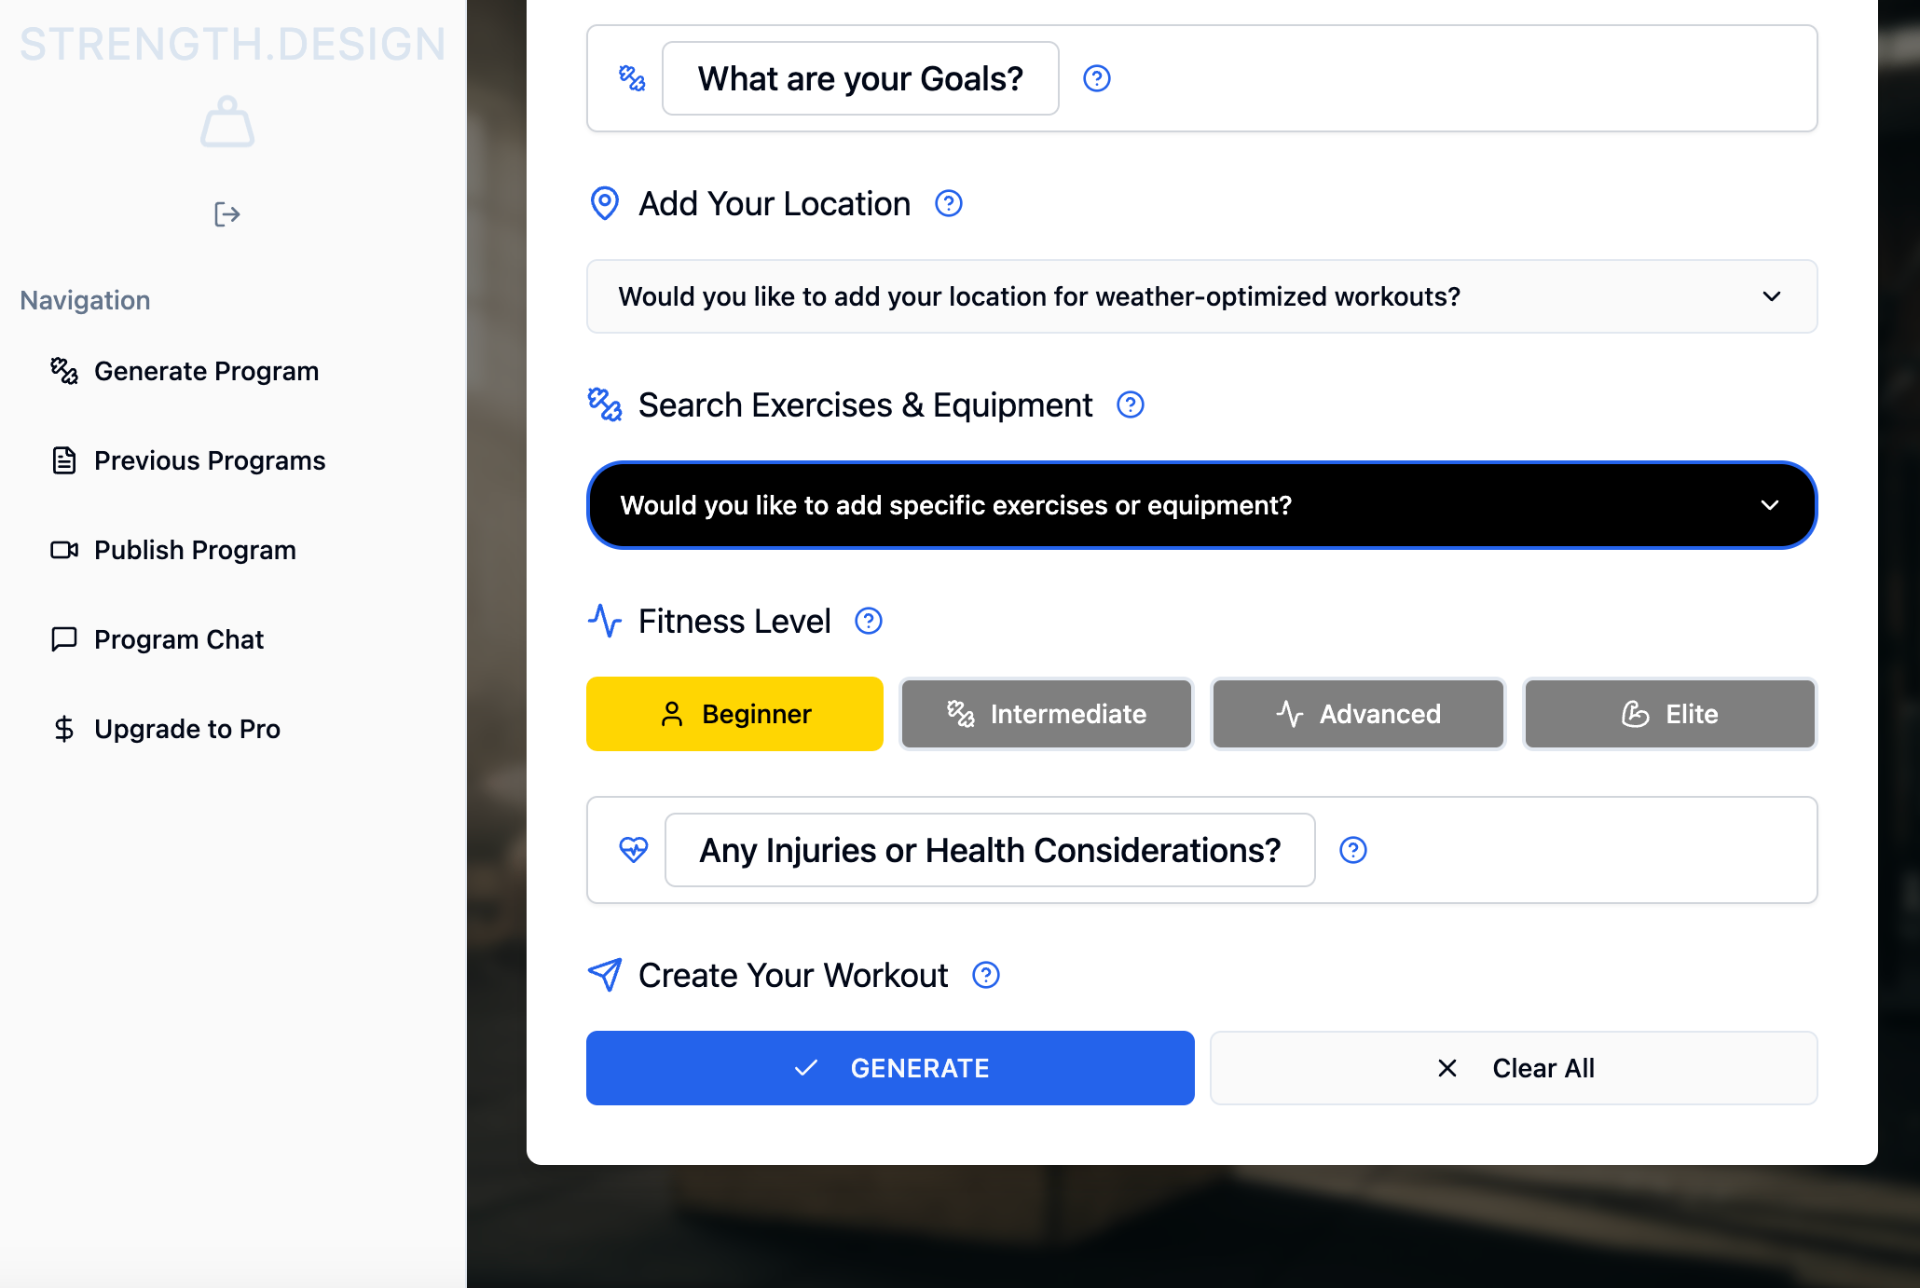 STRENGTH.DESIGN
Navigation
Generate Program
Previous Programs
Publish Program
Program Chat
Upgrade to Pro
What are your Goals?
Add Your Location
Would you like to add your location for weather-optimized workouts?
Search Exercises & Equipment
Would you like to add specific exercises or equipment?
Fitness Level
Beginner
Intermediate
Advanced
Elite
Any Injuries or Health Considerations?
Create Your Workout
GENERATE
Clear All